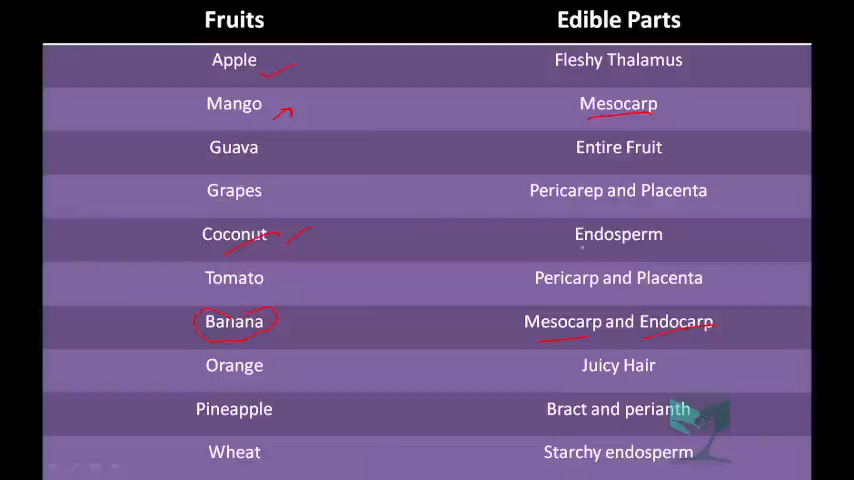 Fruits Edible Parts
Apple Fleshy Thalamus
Mango Mesocarp
Guava Entire Fruit
Grapes Pericarep and Placenta
Coconut Endosperm
Tomato Pericarp and Placenta
Banana Mesocarp and Endocarp
Orange Juicy Hair
Pineapple Bract and perianth
Wheat Starchy endosperm